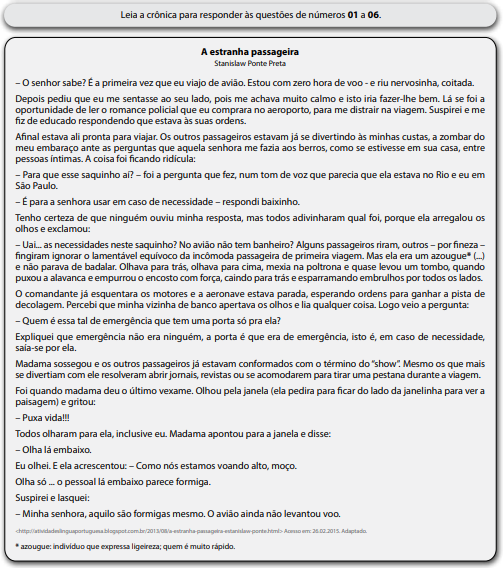 Leia a crônica para responder às questões de números 01 a 06.
A estranha passageira
Stanislaw Ponte Preta
– O senhor sabe? É a primeira vez que eu viajo de avião. Estou com zero hora de voo - e riu nervosinha, coitada.
Depois pediu que eu me sentasse ao seu lado, pois me achava muito calmo e isto iria fazer-lhe bem. Lá se foi a
oportunidade de ler o romance policial que eu comprara no aeroporto, para me distrair na viagem. Suspirei e me
fiz de educado respondendo que estava às suas ordens.
Afinal estava ali pronta para viajar. Os outros passageiros estavam já se divertindo às minhas custas, a zombar do
meu embaraço ante as perguntas que aquela senhora me fazia aos berros, como se estivesse em sua casa, entre
pessoas íntimas. A coisa foi ficando ridícula:
– Para que esse saquinho aí? – foi a pergunta que fez, num tom de voz que parecia que ela estava no Rio e eu em
São Paulo.
– É para a senhora usar em caso de necessidade – respondi baixinho.
Tenho certeza de que ninguém ouviu minha resposta, mas todos adivinharam qual foi, porque ela arregalou os
olhos e exclamou:
– Uai... as necessidades neste saquinho? No avião não tem banheiro? Alguns passageiros riram, outros – por fineza –
fingiram ignorar o lamentável equívoco da incômoda passageira de primeira viagem. Mas ela era um azougue* (...)
e não parava de badalar. Olhava para trás, olhava para cima, mexia na poltrona e quase levou um tombo, quando
puxou a alavanca e empurrou o encosto com força, caindo para trás e esparramando embrulhos por todos os lados.
O comandante já esquentara os motores e a aeronave estava parada, esperando ordens para ganhar a pista de
decolagem. Percebi que minha vizinha de banco apertava os olhos e lia qualquer coisa. Logo veio a pergunta:
– Quem é essa tal de emergência que tem uma porta só pra ela?
Expliquei que emergência não era ninguém, a porta é que era de emergência, isto é, em caso de necessidade,
saía-se por ela.
Madama sossegou e os outros passageiros já estavam conformados com o término do “show”. Mesmo os que mais
se divertiam com ele resolveram abrir jornais, revistas ou se acomodarem para tirar uma pestana durante a viagem.
Foi quando madama deu o último vexame. Olhou pela janela (ela pedira para ficar do lado da janelinha para ver a
paisagem) e gritou:
– Puxa vida!!!
Todos olharam para ela, inclusive eu. Madama apontou para a janela e disse:
– Olha lá embaixo.
Eu olhei. E ela acrescentou: – Como nós estamos voando alto, moço.
Olha só ... o pessoal lá embaixo parece formiga.
Suspirei e lasquei:
– Minha senhora, aquilo são formigas mesmo. O avião ainda não levantou voo.
<http://atividadeslinguaportuguesa.blogspot.com.br/2013/08/a-estranha-passageira-estanislaw-ponte.html> Acesso em: 26.02.2015. Adaptado.
* azougue: indivíduo que expressa ligeireza; quem é muito rápido.